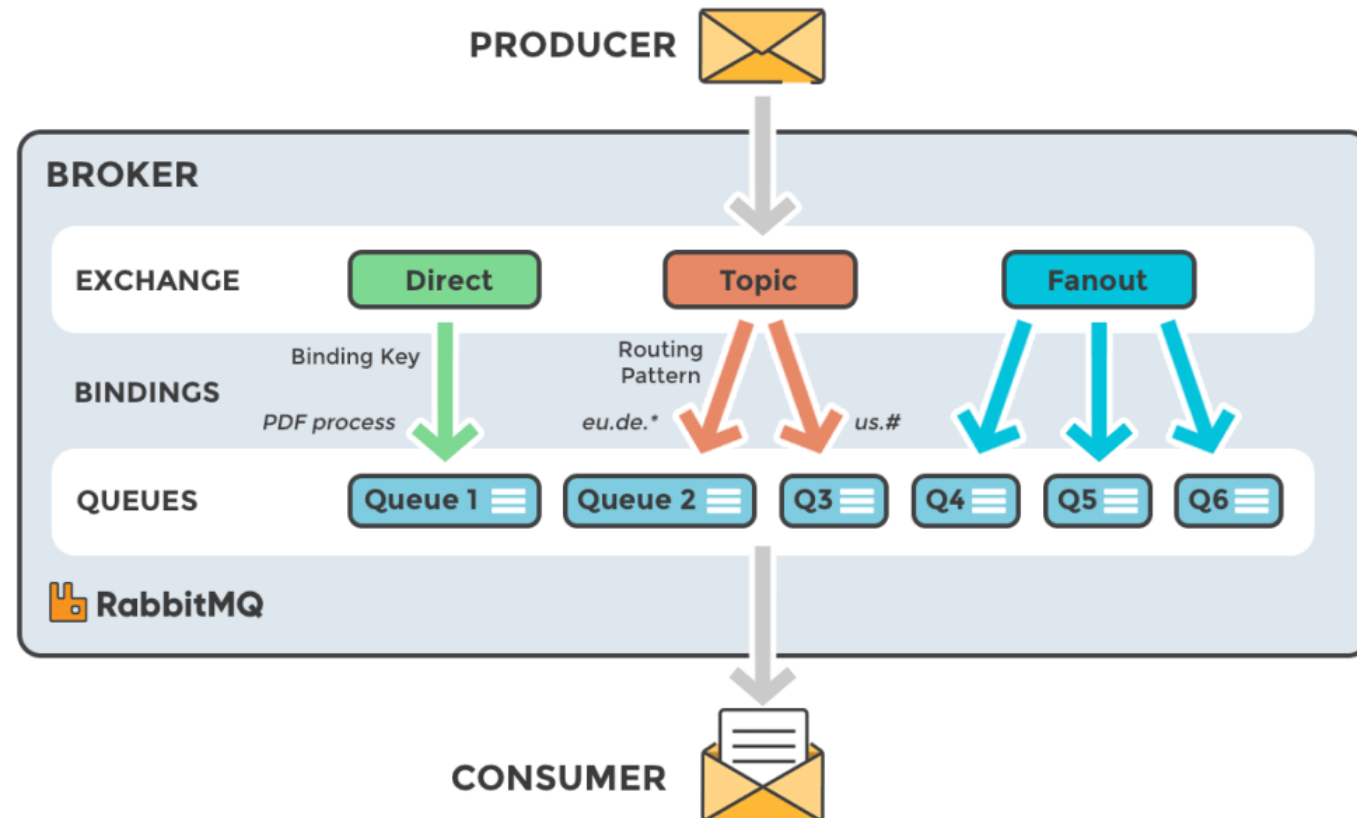 PRODUCER
BROKER
EXCHANGE
Direct
Topic
Fanout
Binding Key
Routing
Pattern
BINDINGS
PDF process
eu.de.*
us.#
QUEUES
Queue 1
Queue 2
Q3
Q4
Q5
Q6
RabbitMQ
CONSUMER